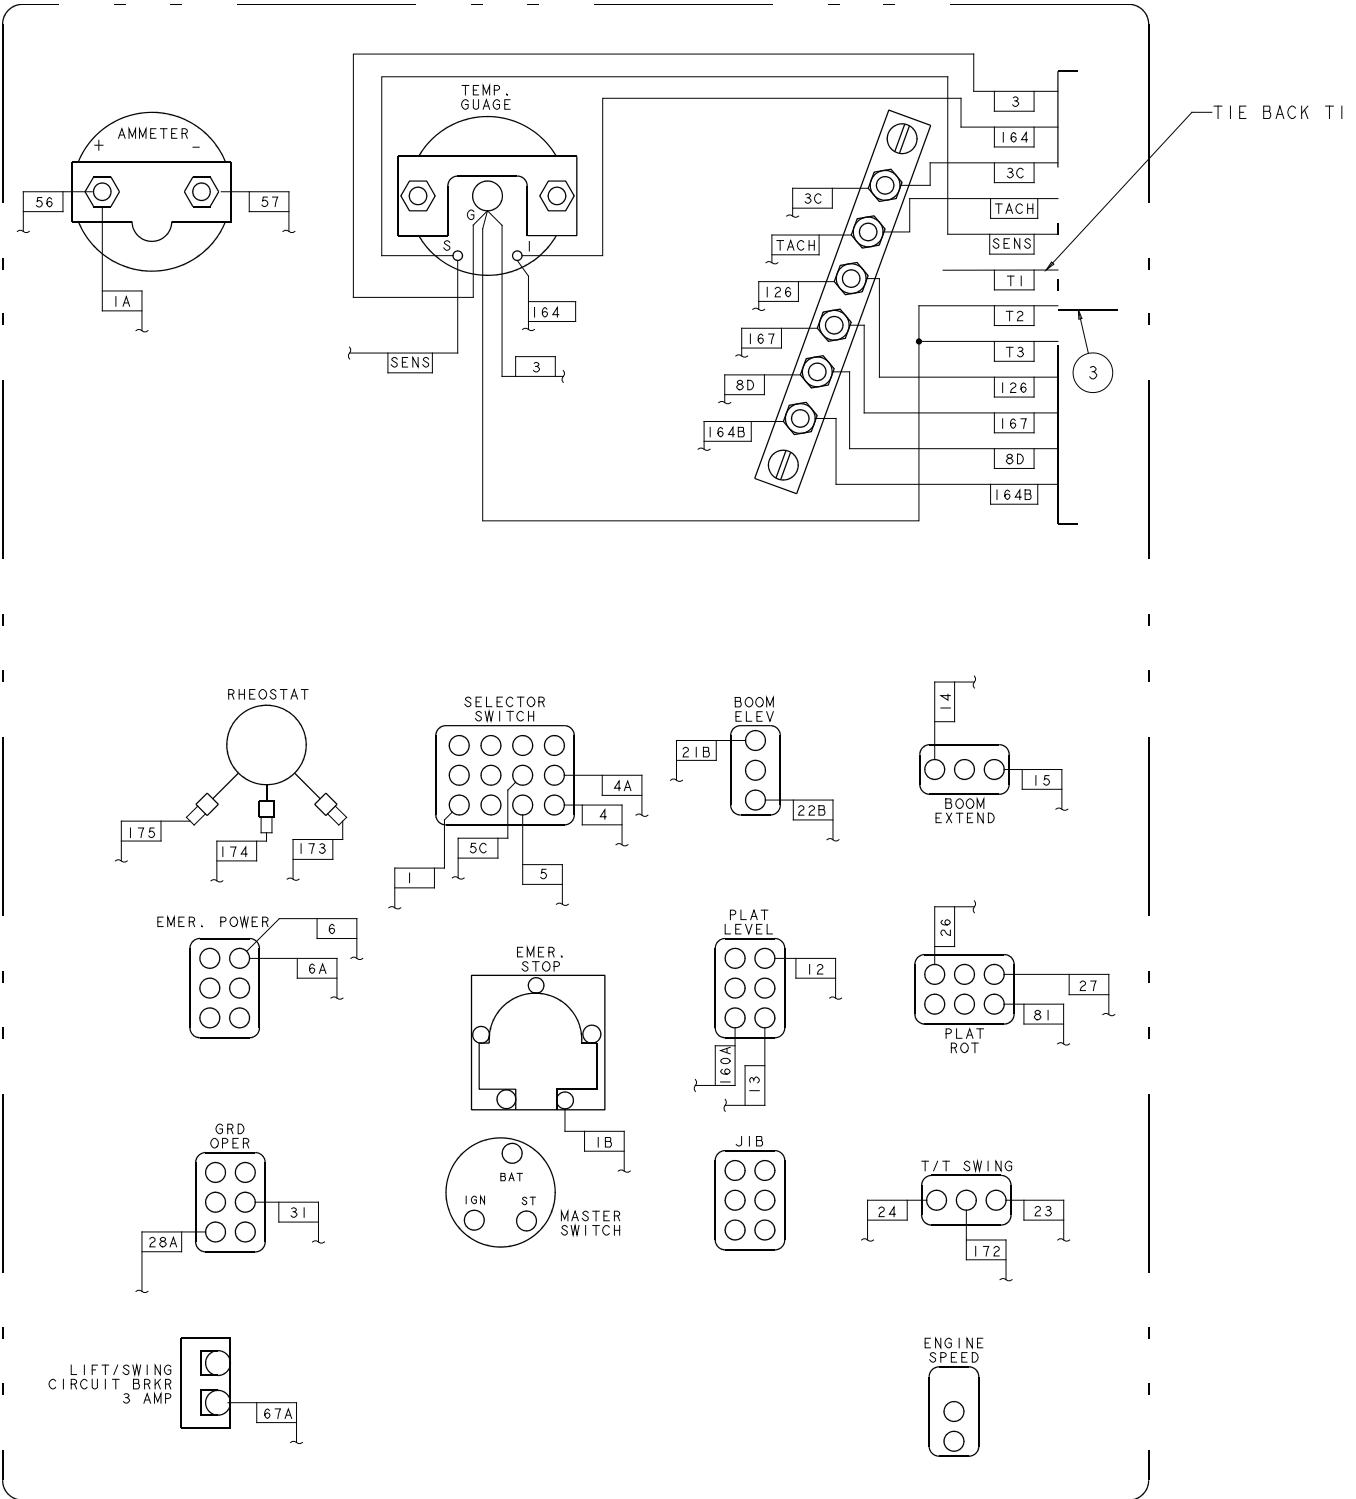 TEMP.
GUAGE
AMMETER
+ -
56
57
1A
G
S
I
164
SENS
3
3
164
3C
TACH
SENS
T1
T2
T3
126
167
8D
164B
3C
TACH
126
167
8D
164B
TIE BACK T1
3
RHEOSTAT
175
174
173
SELECTOR
SWITCH
4A
4
5C
1
5
BOOM
ELEV
21B
22B
14
15
BOOM
EXTEND
EMER. POWER
6
6A
EMER.
STOP
1B
PLAT
LEVEL
12
160A
13
26
27
81
PLAT
ROT
GRD
OPER
31
28A
BAT
IGN
ST
MASTER
SWITCH
JIB
T/T SWING
24
23
172
LIFT/SWING
CIRCUIT BRKR
3 AMP
67A
ENGINE
SPEED